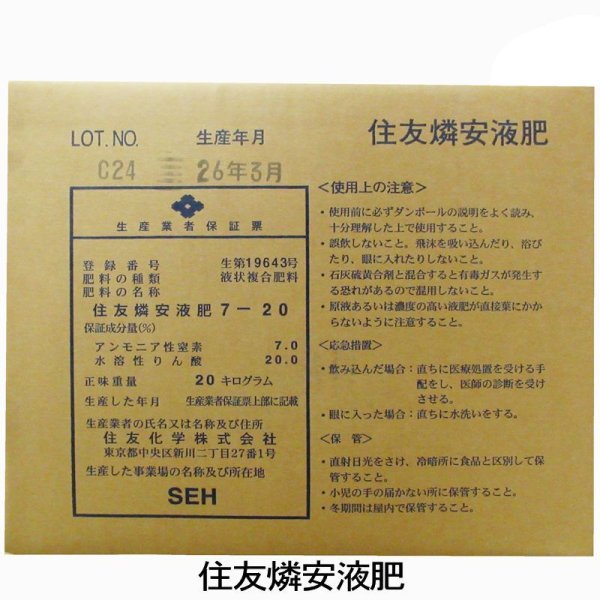 LOT.NO. 生産年月
C24 26年3月
生産業者保証票
登録番号 生第19643号
肥料の種類 液状複合肥料
肥料の名称
住友燐安液肥7－20
保証成分量(%)
アンモニア性窒素 7.0
水溶性りん酸 20.0
正味重量 20キログラム
生産した年月 生産業者保証票上部に記載
生産業者の氏名又は名称及び住所
住友化学株式会社
東京都中央区新川二丁目27番1号
生産した事業場の名称及び所在地
SEH
住友燐安液肥
＜使用上の注意＞
・使用前に必ずダンボールの説明をよく読み、
十分理解した上で使用すること。
・誤飲しないこと。飛沫を吸い込んだり、浴び
たり、眼に入れたりしないこと。
・石灰硫黄合剤と混合すると有毒ガスが発生す
る恐れがあるので混用しないこと。
・原液あるいは濃度の高い液肥が直接葉にかか
らないように注意すること。
＜応急措置＞
・飲み込んだ場合：直ちに医療処置を受ける手
配をし、医師の診断を受け
させる。
・眼に入った場合：直ちに水洗いをする。
＜保 管＞
・直射日光をさけ、冷暗所に食品と区別して保
管すること。
・小児の手の届かない所に保管すること。
・冬期間は屋内で保管すること。
住友燐安液肥